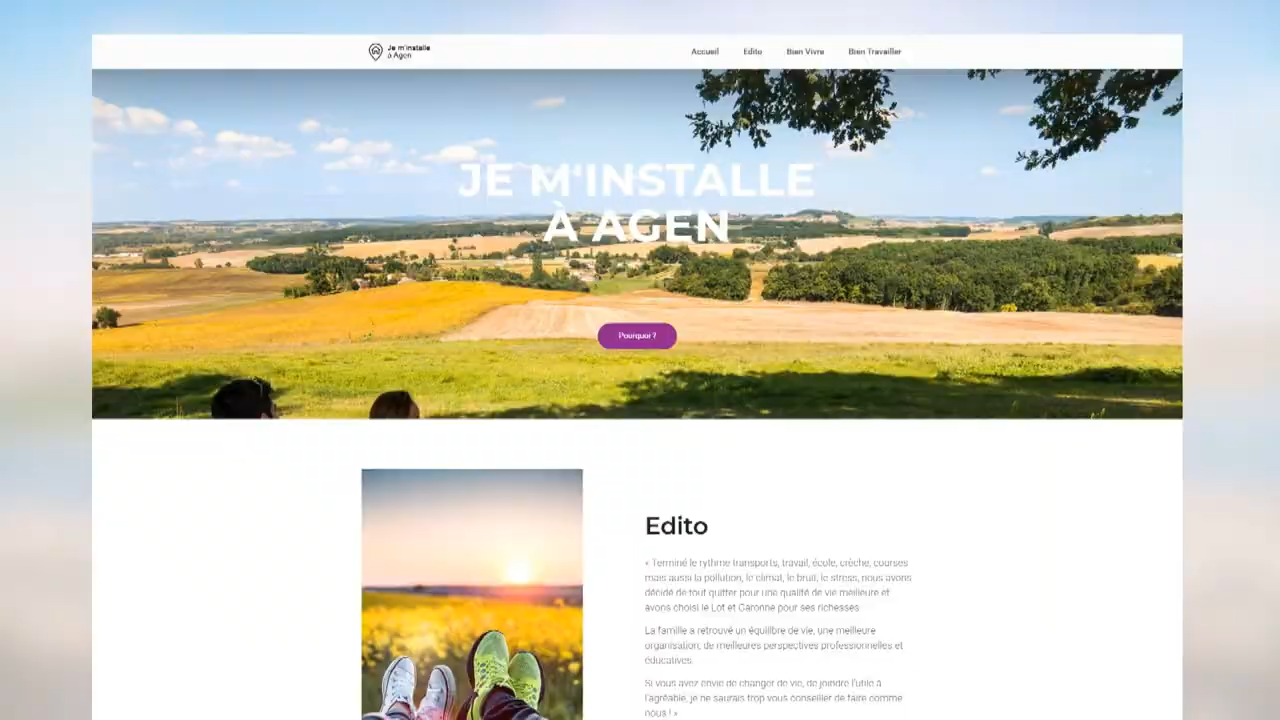 Je m'installe
à Agen
Accueil Edito Bien Vivre Bien Travailler
JE M'INSTALLE
À AGEN
Pourquoi ?
Edito
« Terminé le rythme transports, travail, école, crèche, courses
mais aussi la pollution, le climat, le bruit, le stress, nous avons
décidé de tout quitter pour une qualité de vie meilleure et
avons choisi le Lot et Garonne pour ses richesses.
La famille a retrouvé un équilibre de vie, une meilleure
organisation, de meilleures perspectives professionnelles et
éducatives.
Si vous avez envie de changer de vie, de joindre l'utile à
l'agréable, je ne saurais trop vous conseiller de faire comme
nous ! »